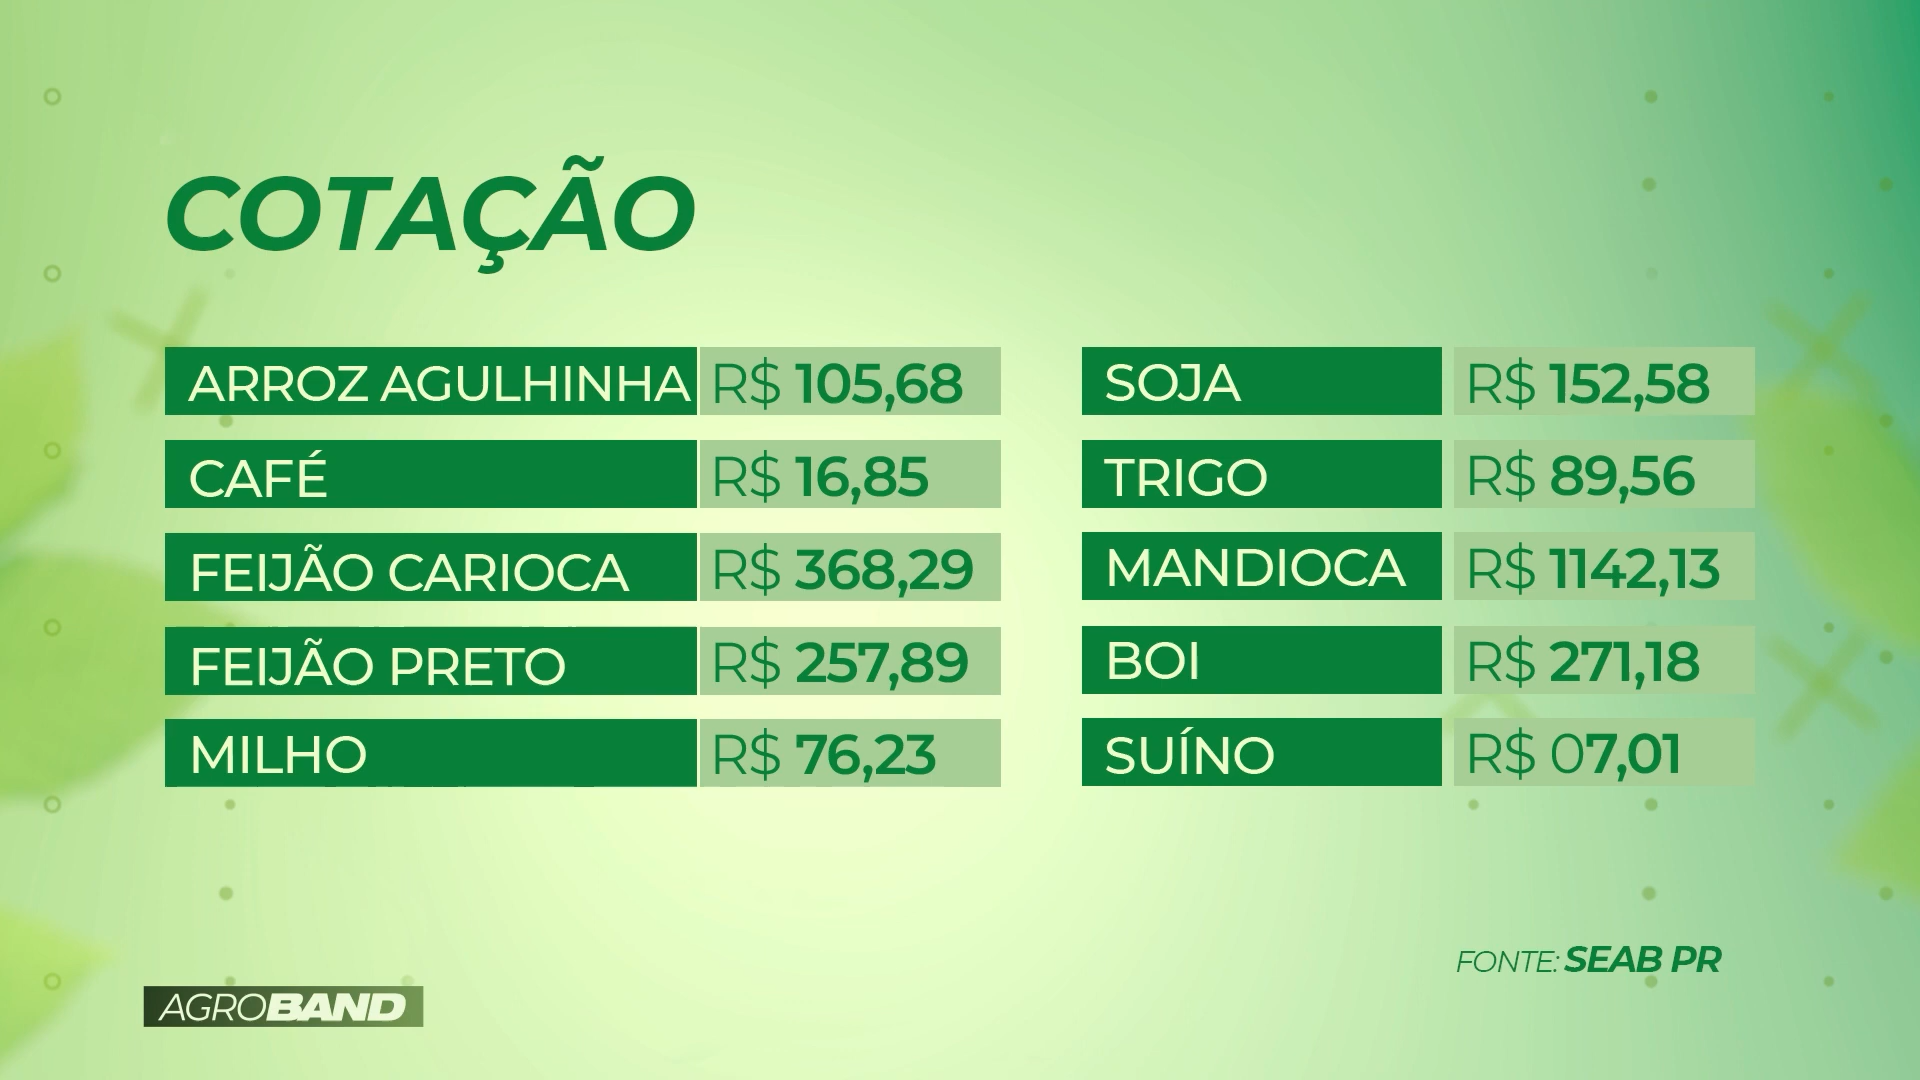 COTAÇÃO
ARROZ AGULHINHA R$ 105,68
CAFÉ R$ 16,85
FEIJÃO CARIOCA R$ 368,29
FEIJÃO PRETO R$ 257,89
MILHO R$ 76,23
SOJA R$ 152,58
TRIGO R$ 89,56
MANDIOCA R$ 1142,13
BOI R$ 271,18
SUÍNO R$ 07,01
FONTE: SEAB PR
AGROBAND